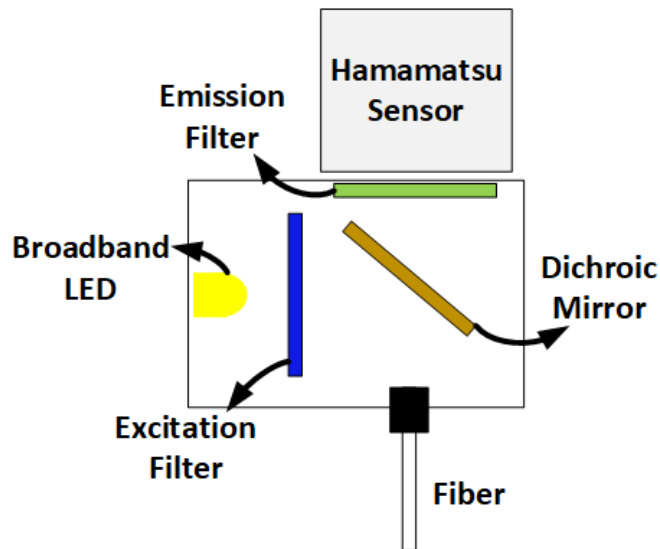 Hamamatsu
Sensor
Emission
Filter
Broadband
LED
Dichroic
Mirror
Excitation
Filter
Fiber